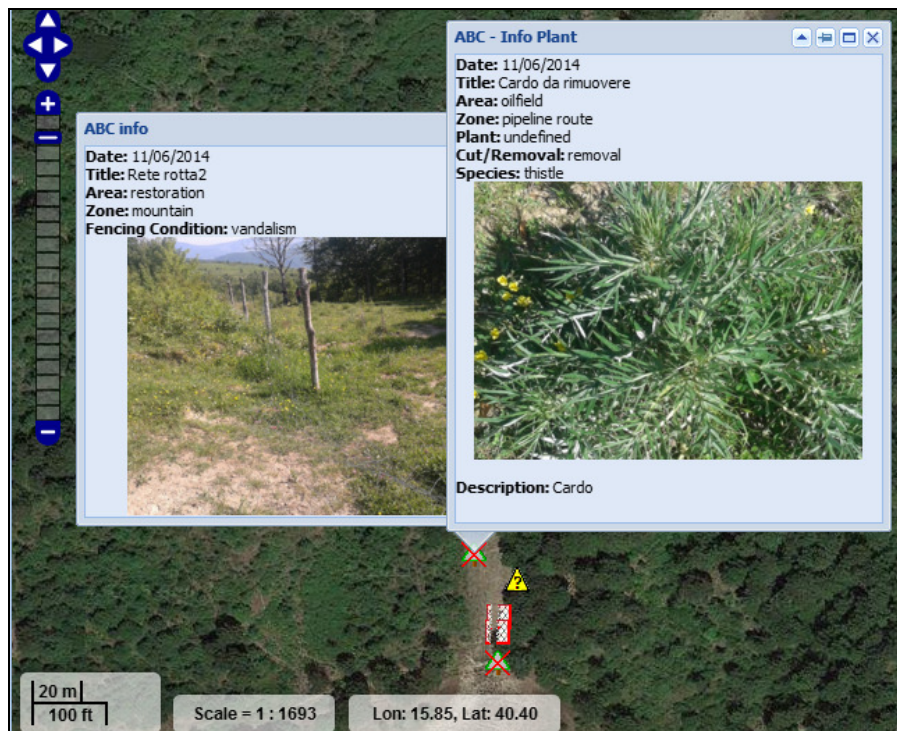 ABC info
Date: 11/06/2014
Title: Rete rotta2
Area: restoration
Zone: mountain
Fencing Condition: vandalism
ABC - Info Plant
Date: 11/06/2014
Title: Cardo da rimuovere
Area: oilfield
Zone: pipeline route
Plant: undefined
Cut/Removal: removal
Species: thistle
Description: Cardo
?
20 m
100 ft
Scale = 1 : 1693
Lon: 15.85, Lat: 40.40